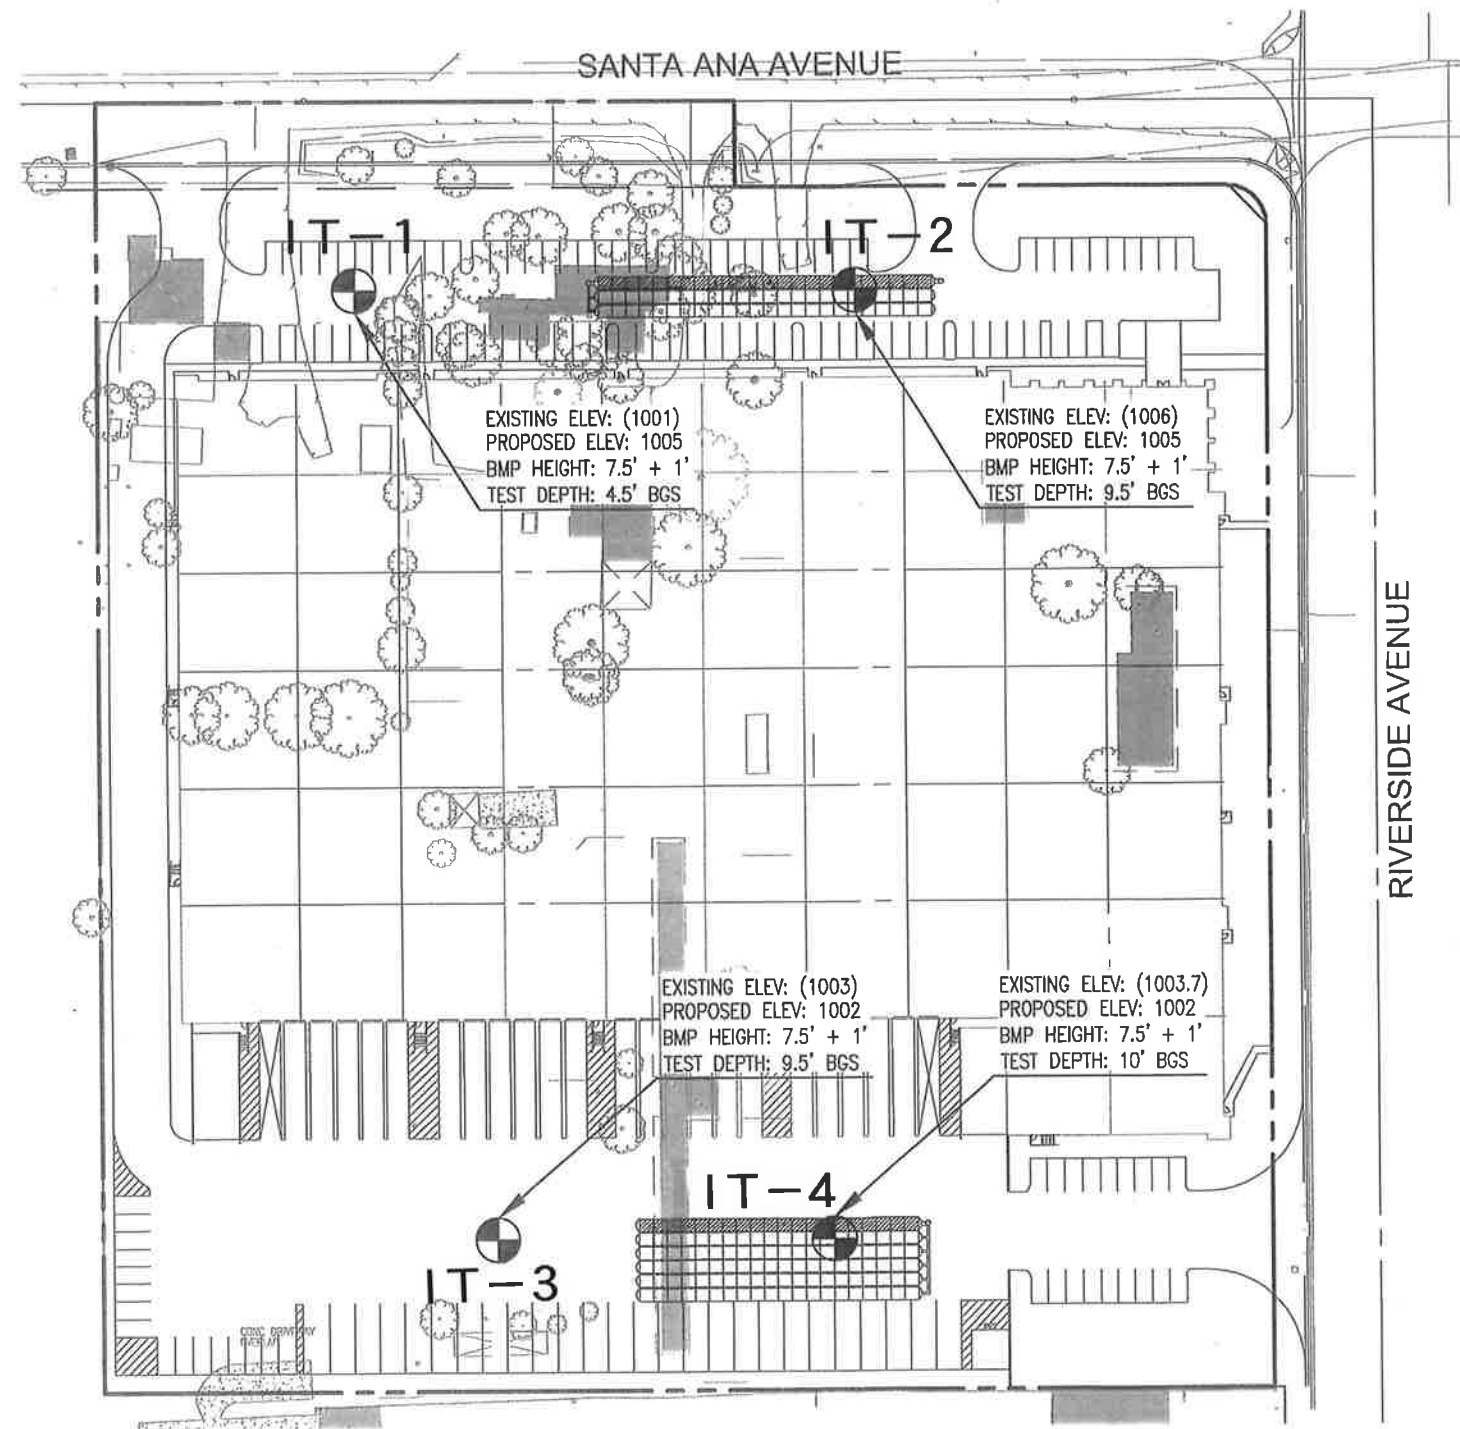 SANTA ANA AVENUE
IT-1
IT-2
EXISTING ELEV: (1001)
PROPOSED ELEV: 1005
BMP HEIGHT: 7.5' + 1'
TEST DEPTH: 4.5' BGS
EXISTING ELEV: (1006)
PROPOSED ELEV: 1005
BMP HEIGHT: 7.5' + 1'
TEST DEPTH: 9.5' BGS
RIVERSIDE AVENUE
EXISTING ELEV: (1003)
PROPOSED ELEV: 1002
BMP HEIGHT: 7.5' + 1'
TEST DEPTH: 9.5' BGS
EXISTING ELEV: (1003.7)
PROPOSED ELEV: 1002
BMP HEIGHT: 7.5' + 1'
TEST DEPTH: 10' BGS
IT-4
IT-3
CONC DRIVEWAY